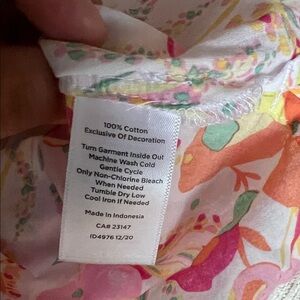 100% Cotton
Exclusive Of Decoration
Turn Garment Inside Out
Machine Wash Cold
Gentle Cycle
Only Non-Chlorine Bleach
When Needed
Tumble Dry Low
Cool Iron If Needed
Made In Indonesia
CA# 23147
ID4976 12/20